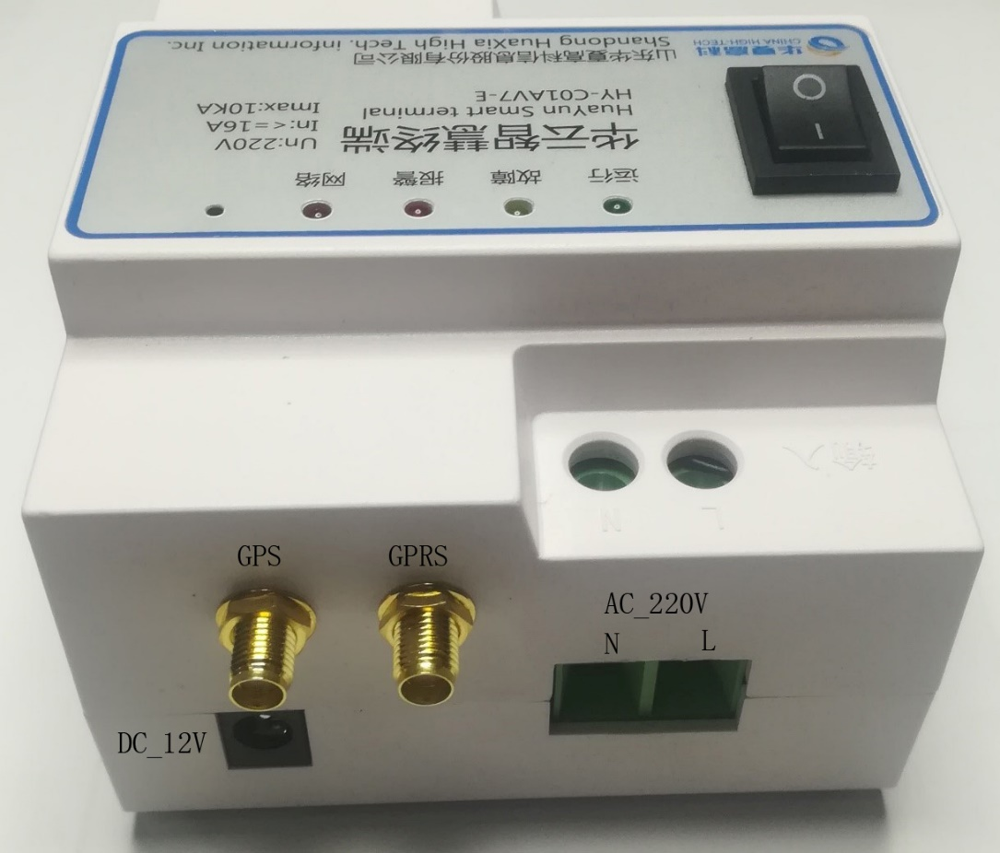 华夏高科
CHINA HIGH-TECH
山东华夏高科信息股份有限公司
Shandong HuaXia High Tech. information Inc.
HY-C01AV7-E
HuaYun Smart terminal
华云智慧终端
Imax:10KA
In:<=16A
Un:220V
运行
故障
报警
网络
输入
N
L
GPS
GPRS
AC_220V
N
L
DC_12V